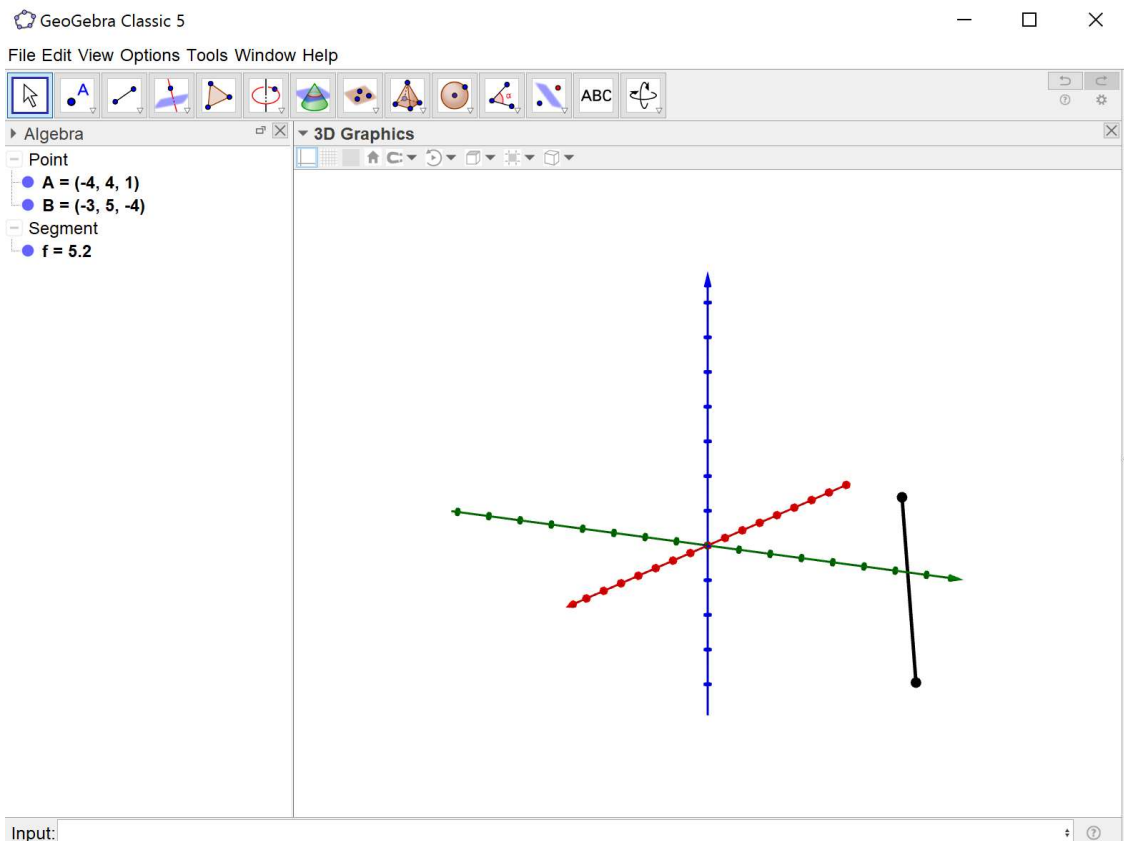 GeoGebra Classic 5
File Edit View Options Tools Window Help
A
α
ABC
Algebra
3D Graphics
Point
A = (-4, 4, 1)
B = (-3, 5, -4)
Segment
f = 5.2
Input: